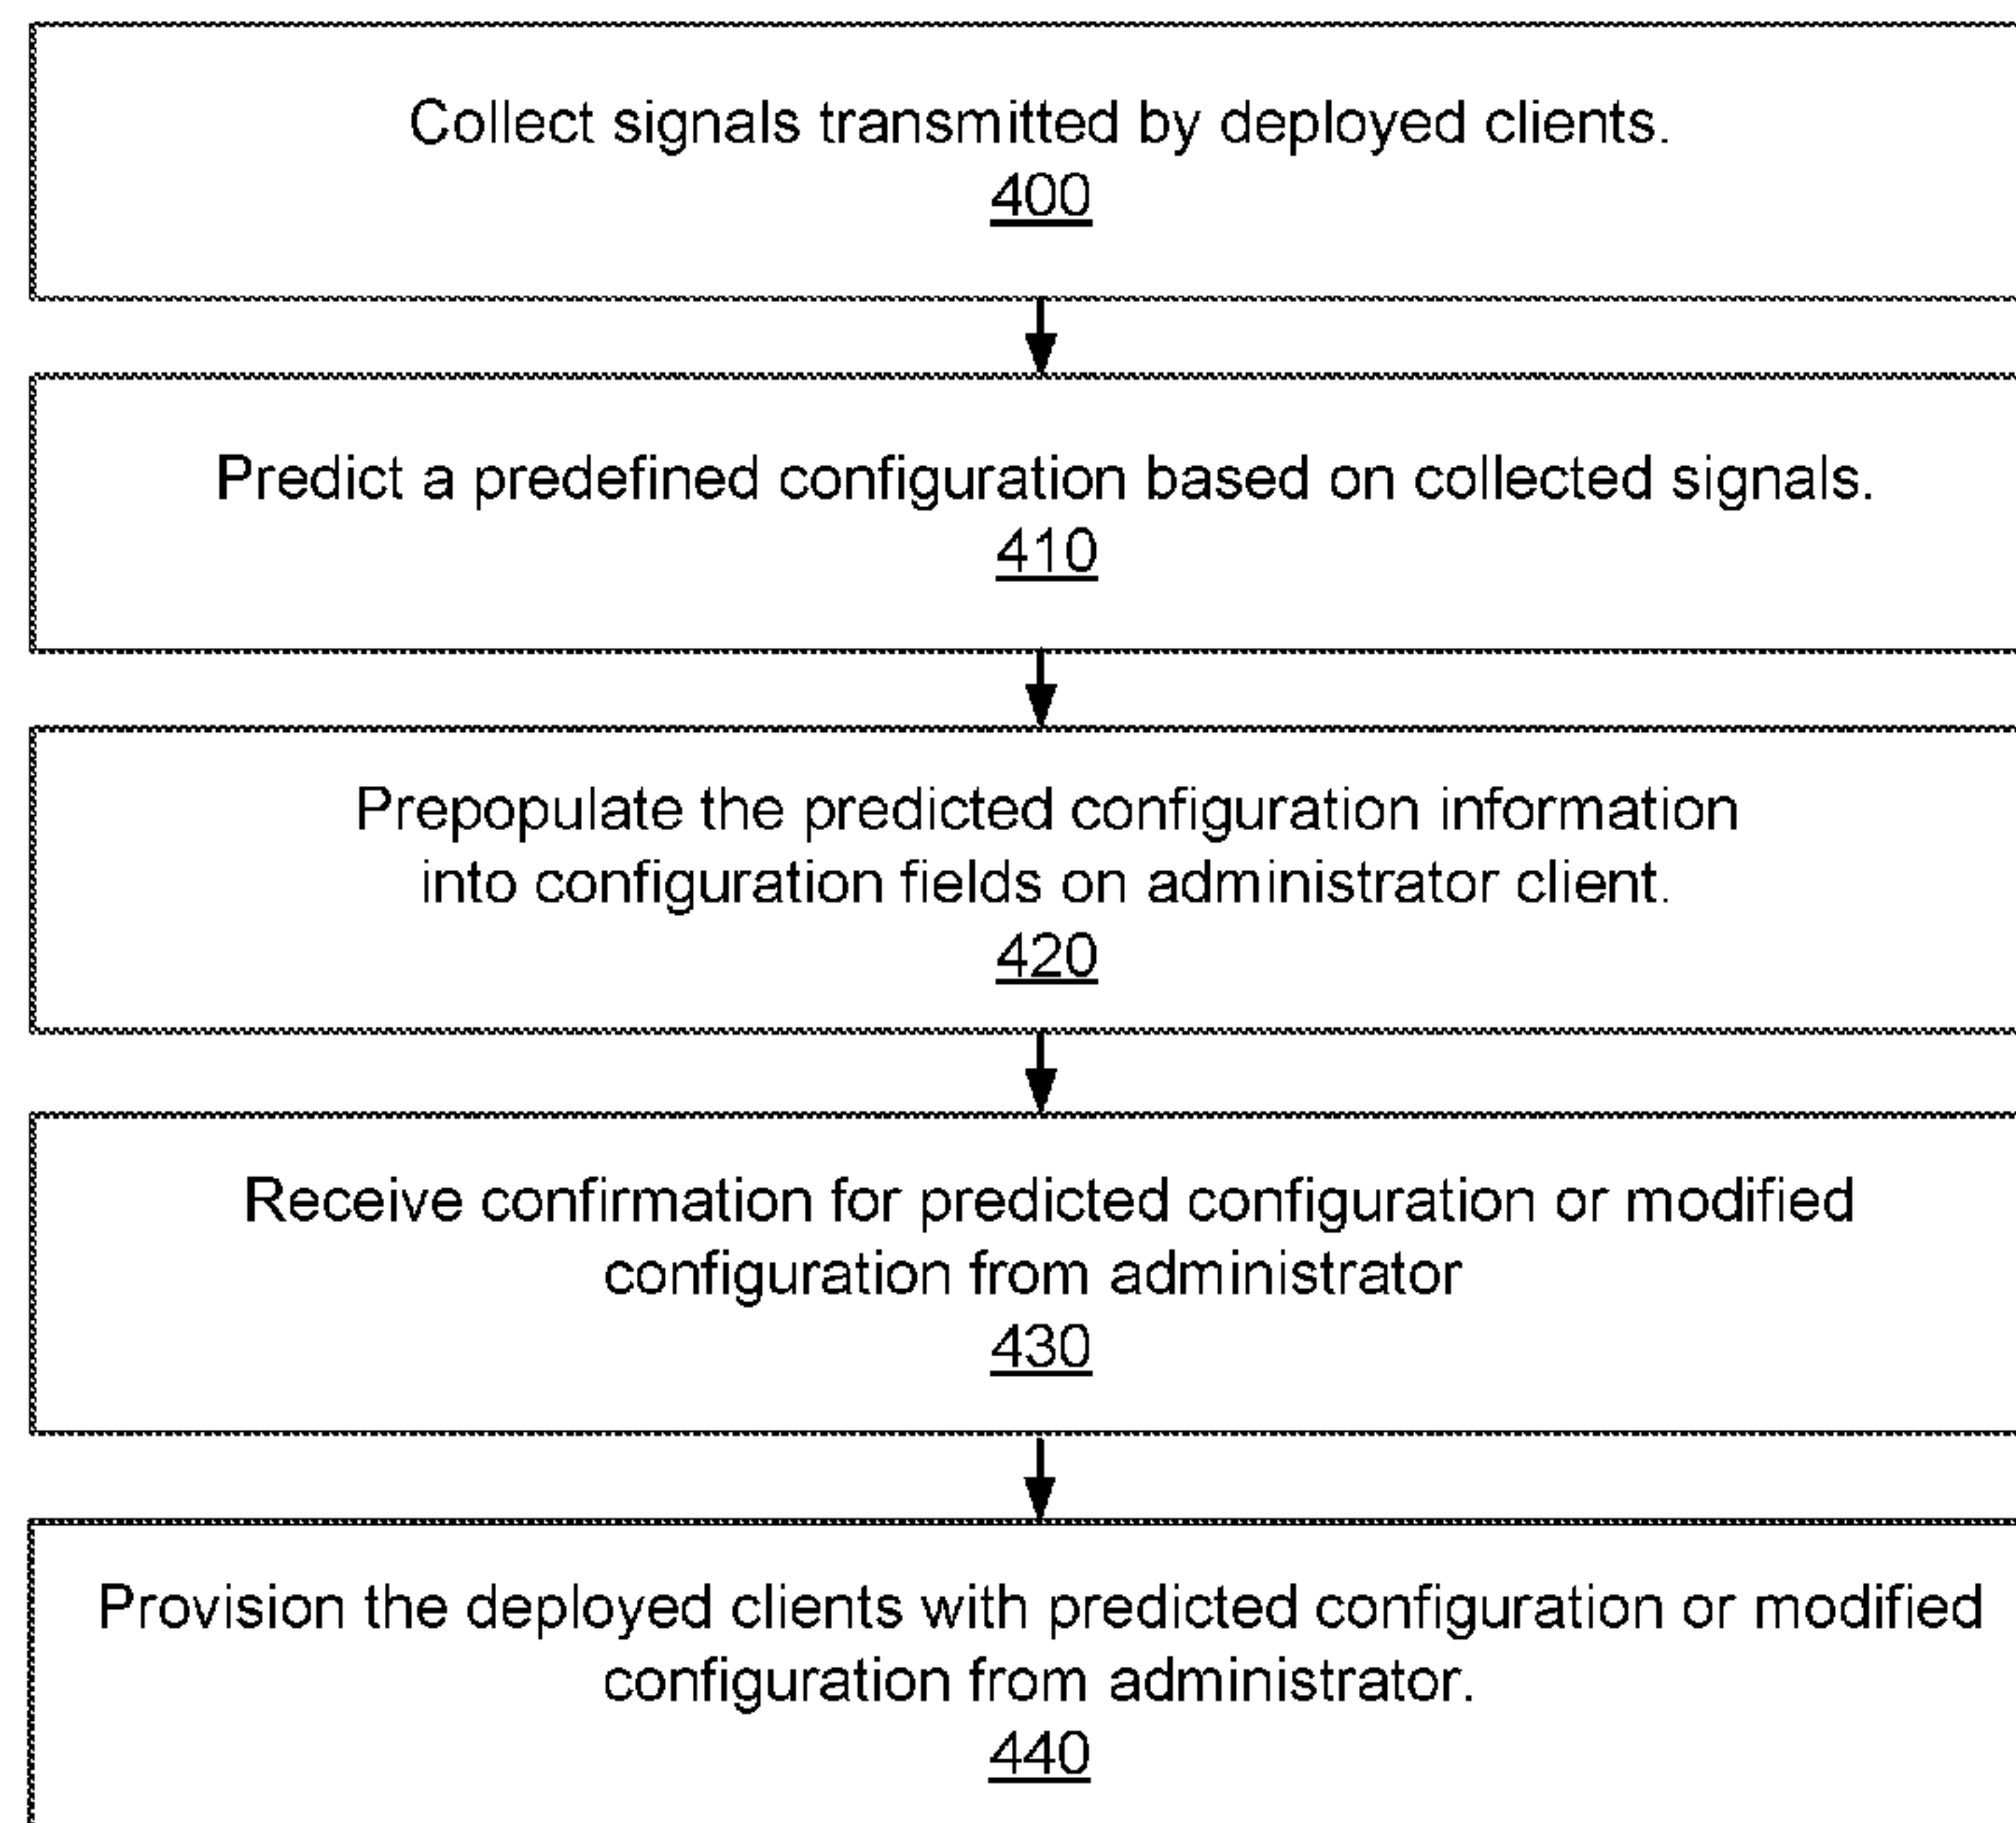 Collect signals transmitted by deployed clients.
400
Predict a predefined configuration based on collected signals.
410
Prepopulate the predicted configuration information
into configuration fields on administrator client.
420
Receive confirmation for predicted configuration or modified
configuration from administrator
430
Provision the deployed clients with predicted configuration or modified
configuration from administrator.
440